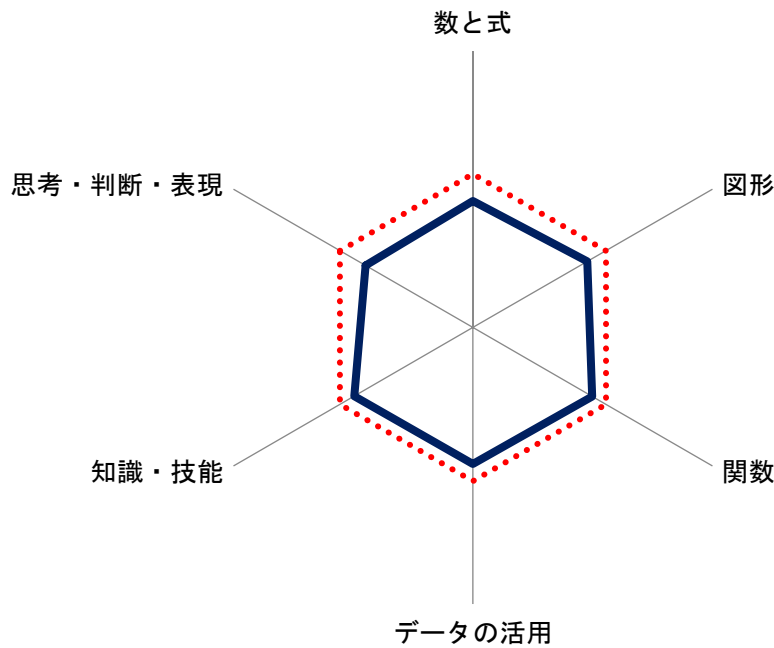 数と式
図形
関数
データの活用
知識・技能
思考・判断・表現